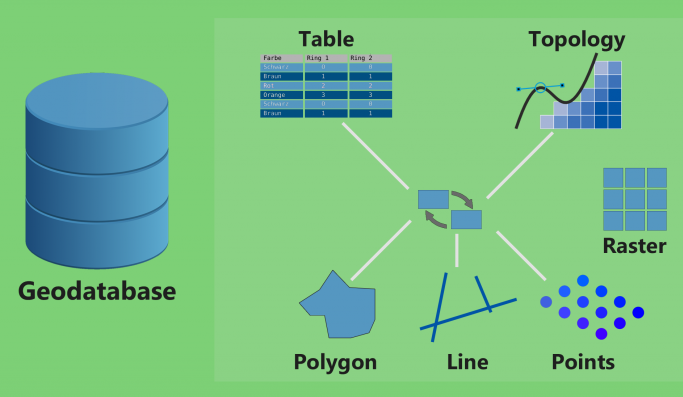 Table
Topology
Farbe Ring 1 Ring 2
Schwarz 0 0
Braun 1 1
Rot 2 2
Orange 3 3
Schwarz 0 0
Braun 1 1
Raster
Geodatabase
Polygon Line Points